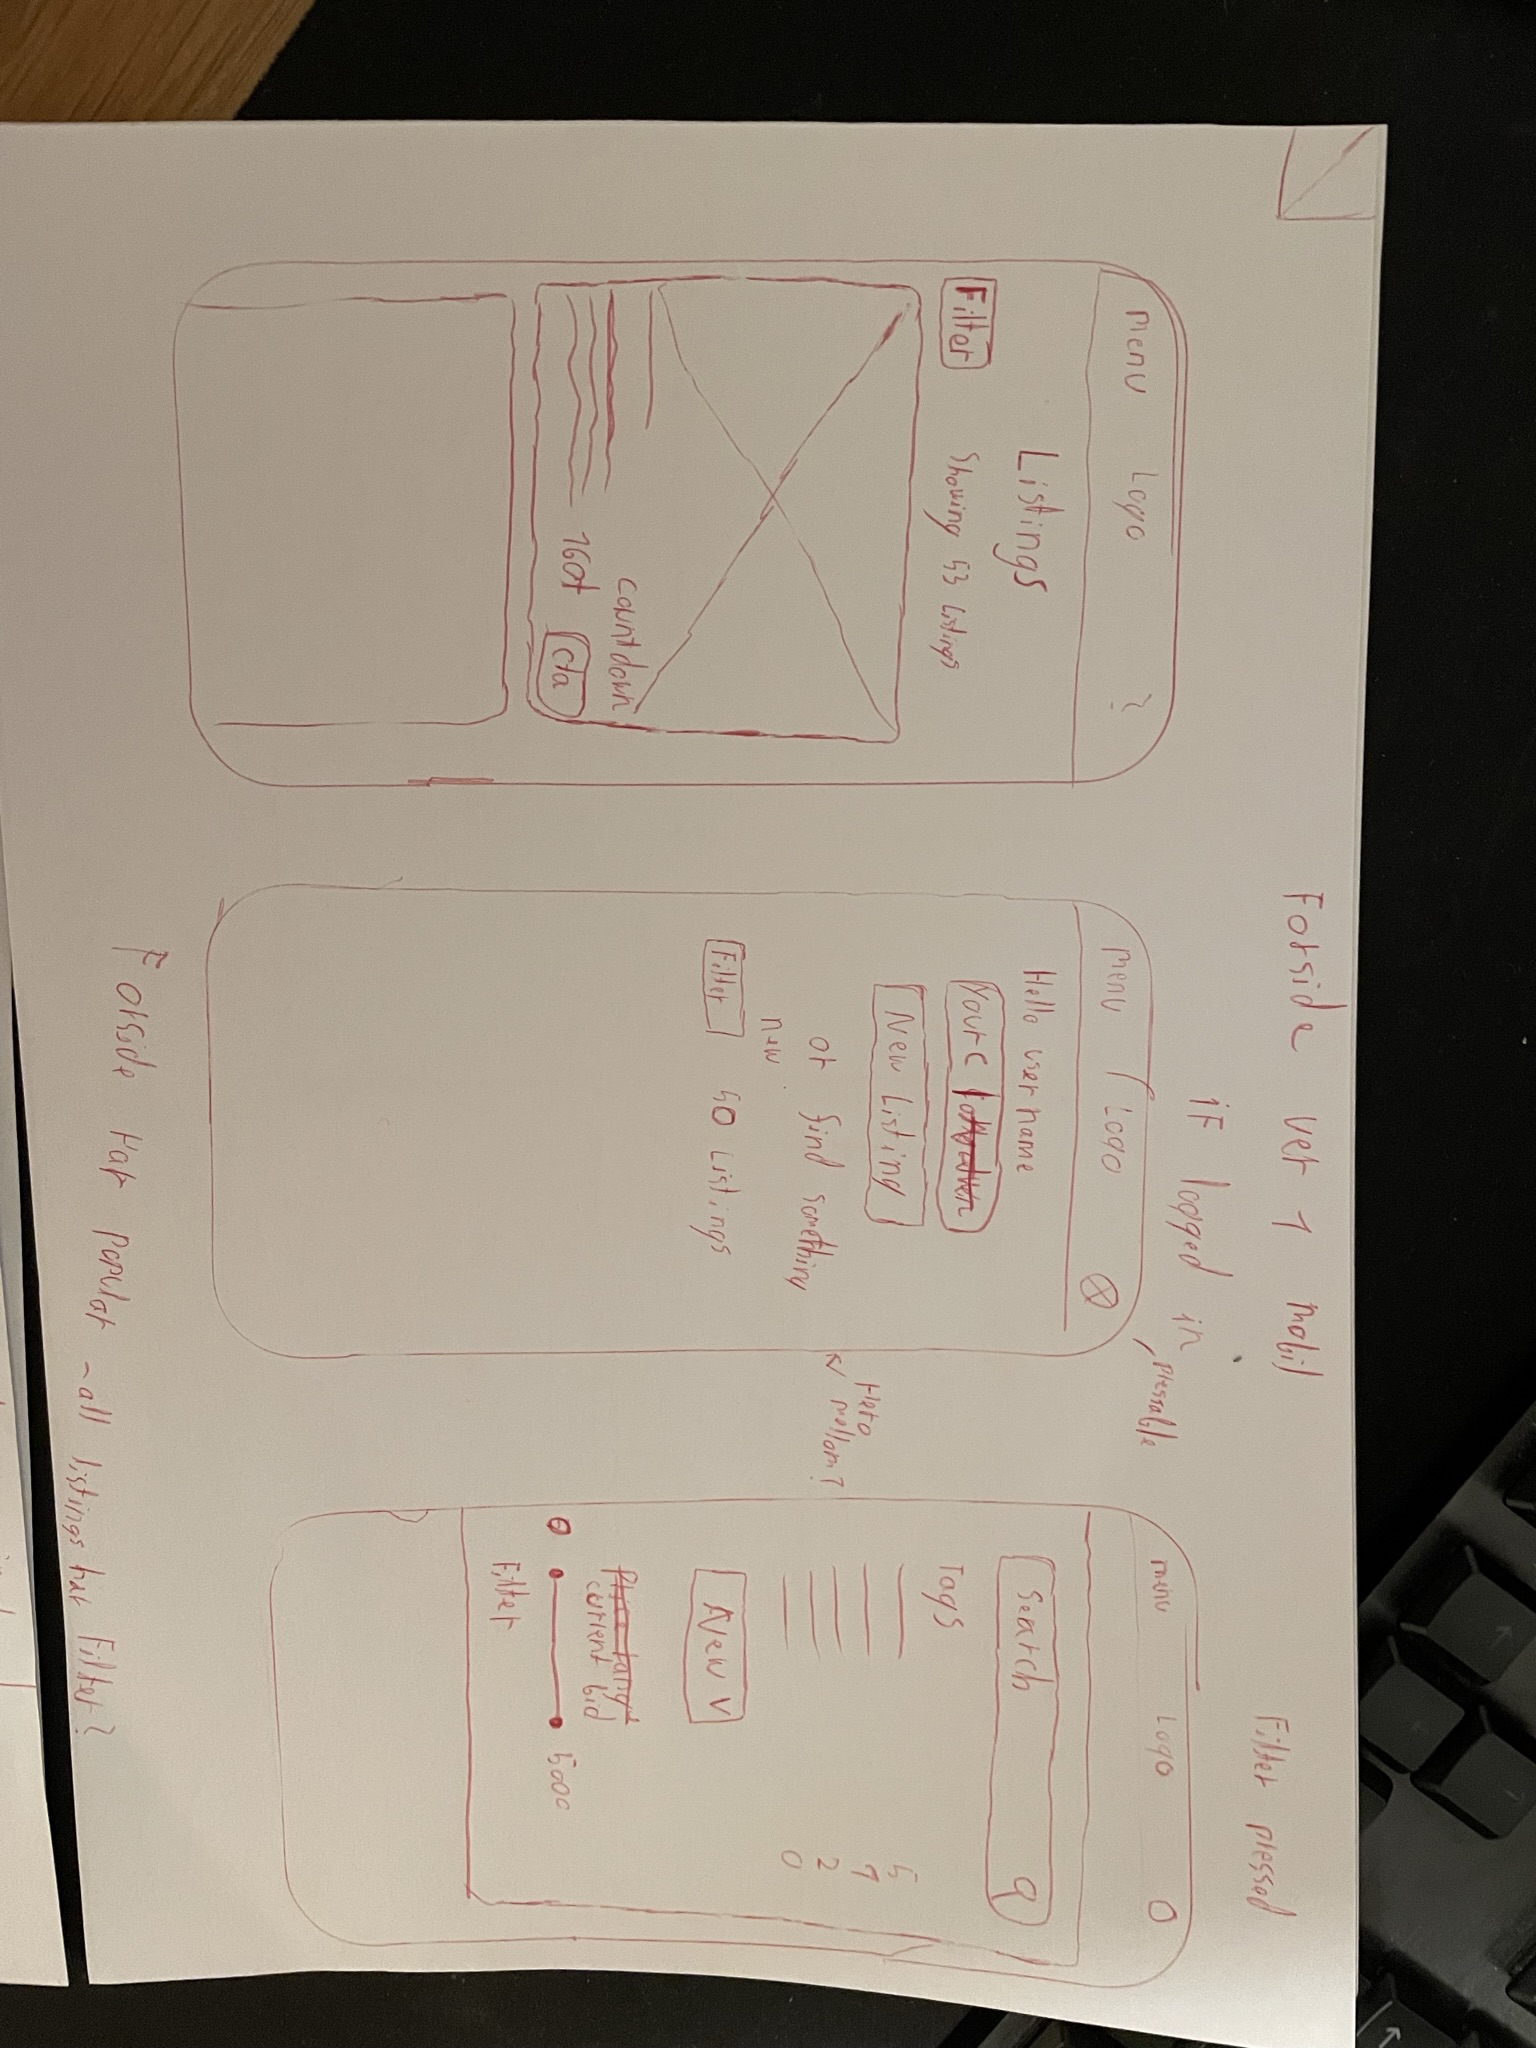 Forside ver 1 mobil
Filter pressed
if logged in
pressable
menu Logo ?
Listings
Filter Showing 53 Listings
countdown
160t cta
menu Logo
Hello user name
Your C
New Listing
or find something
new
Filter 50 Listings
Hero
mellom?
menu Logo
Search
Tags
5
7
2
0
New V
Price range
current bid
0 5000
Filter
Forside har popular - all listings har Filter?